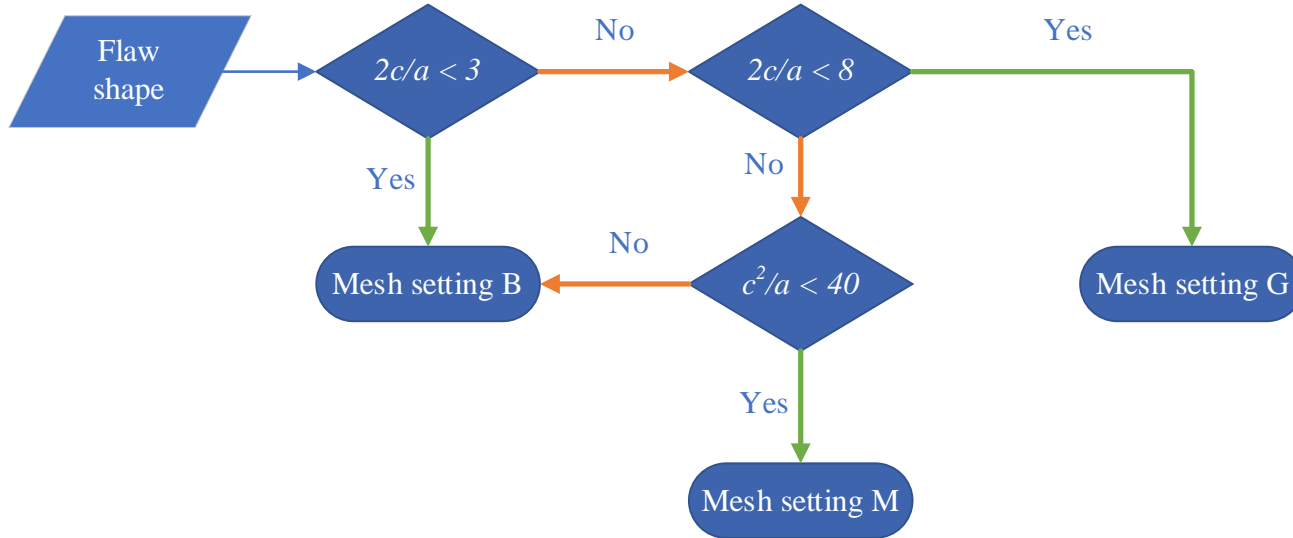 Flaw
shape
2c/a < 3
No
2c/a < 8
Yes
Yes
No
Mesh setting B
No
c²/a < 40
Mesh setting G
Yes
Mesh setting M